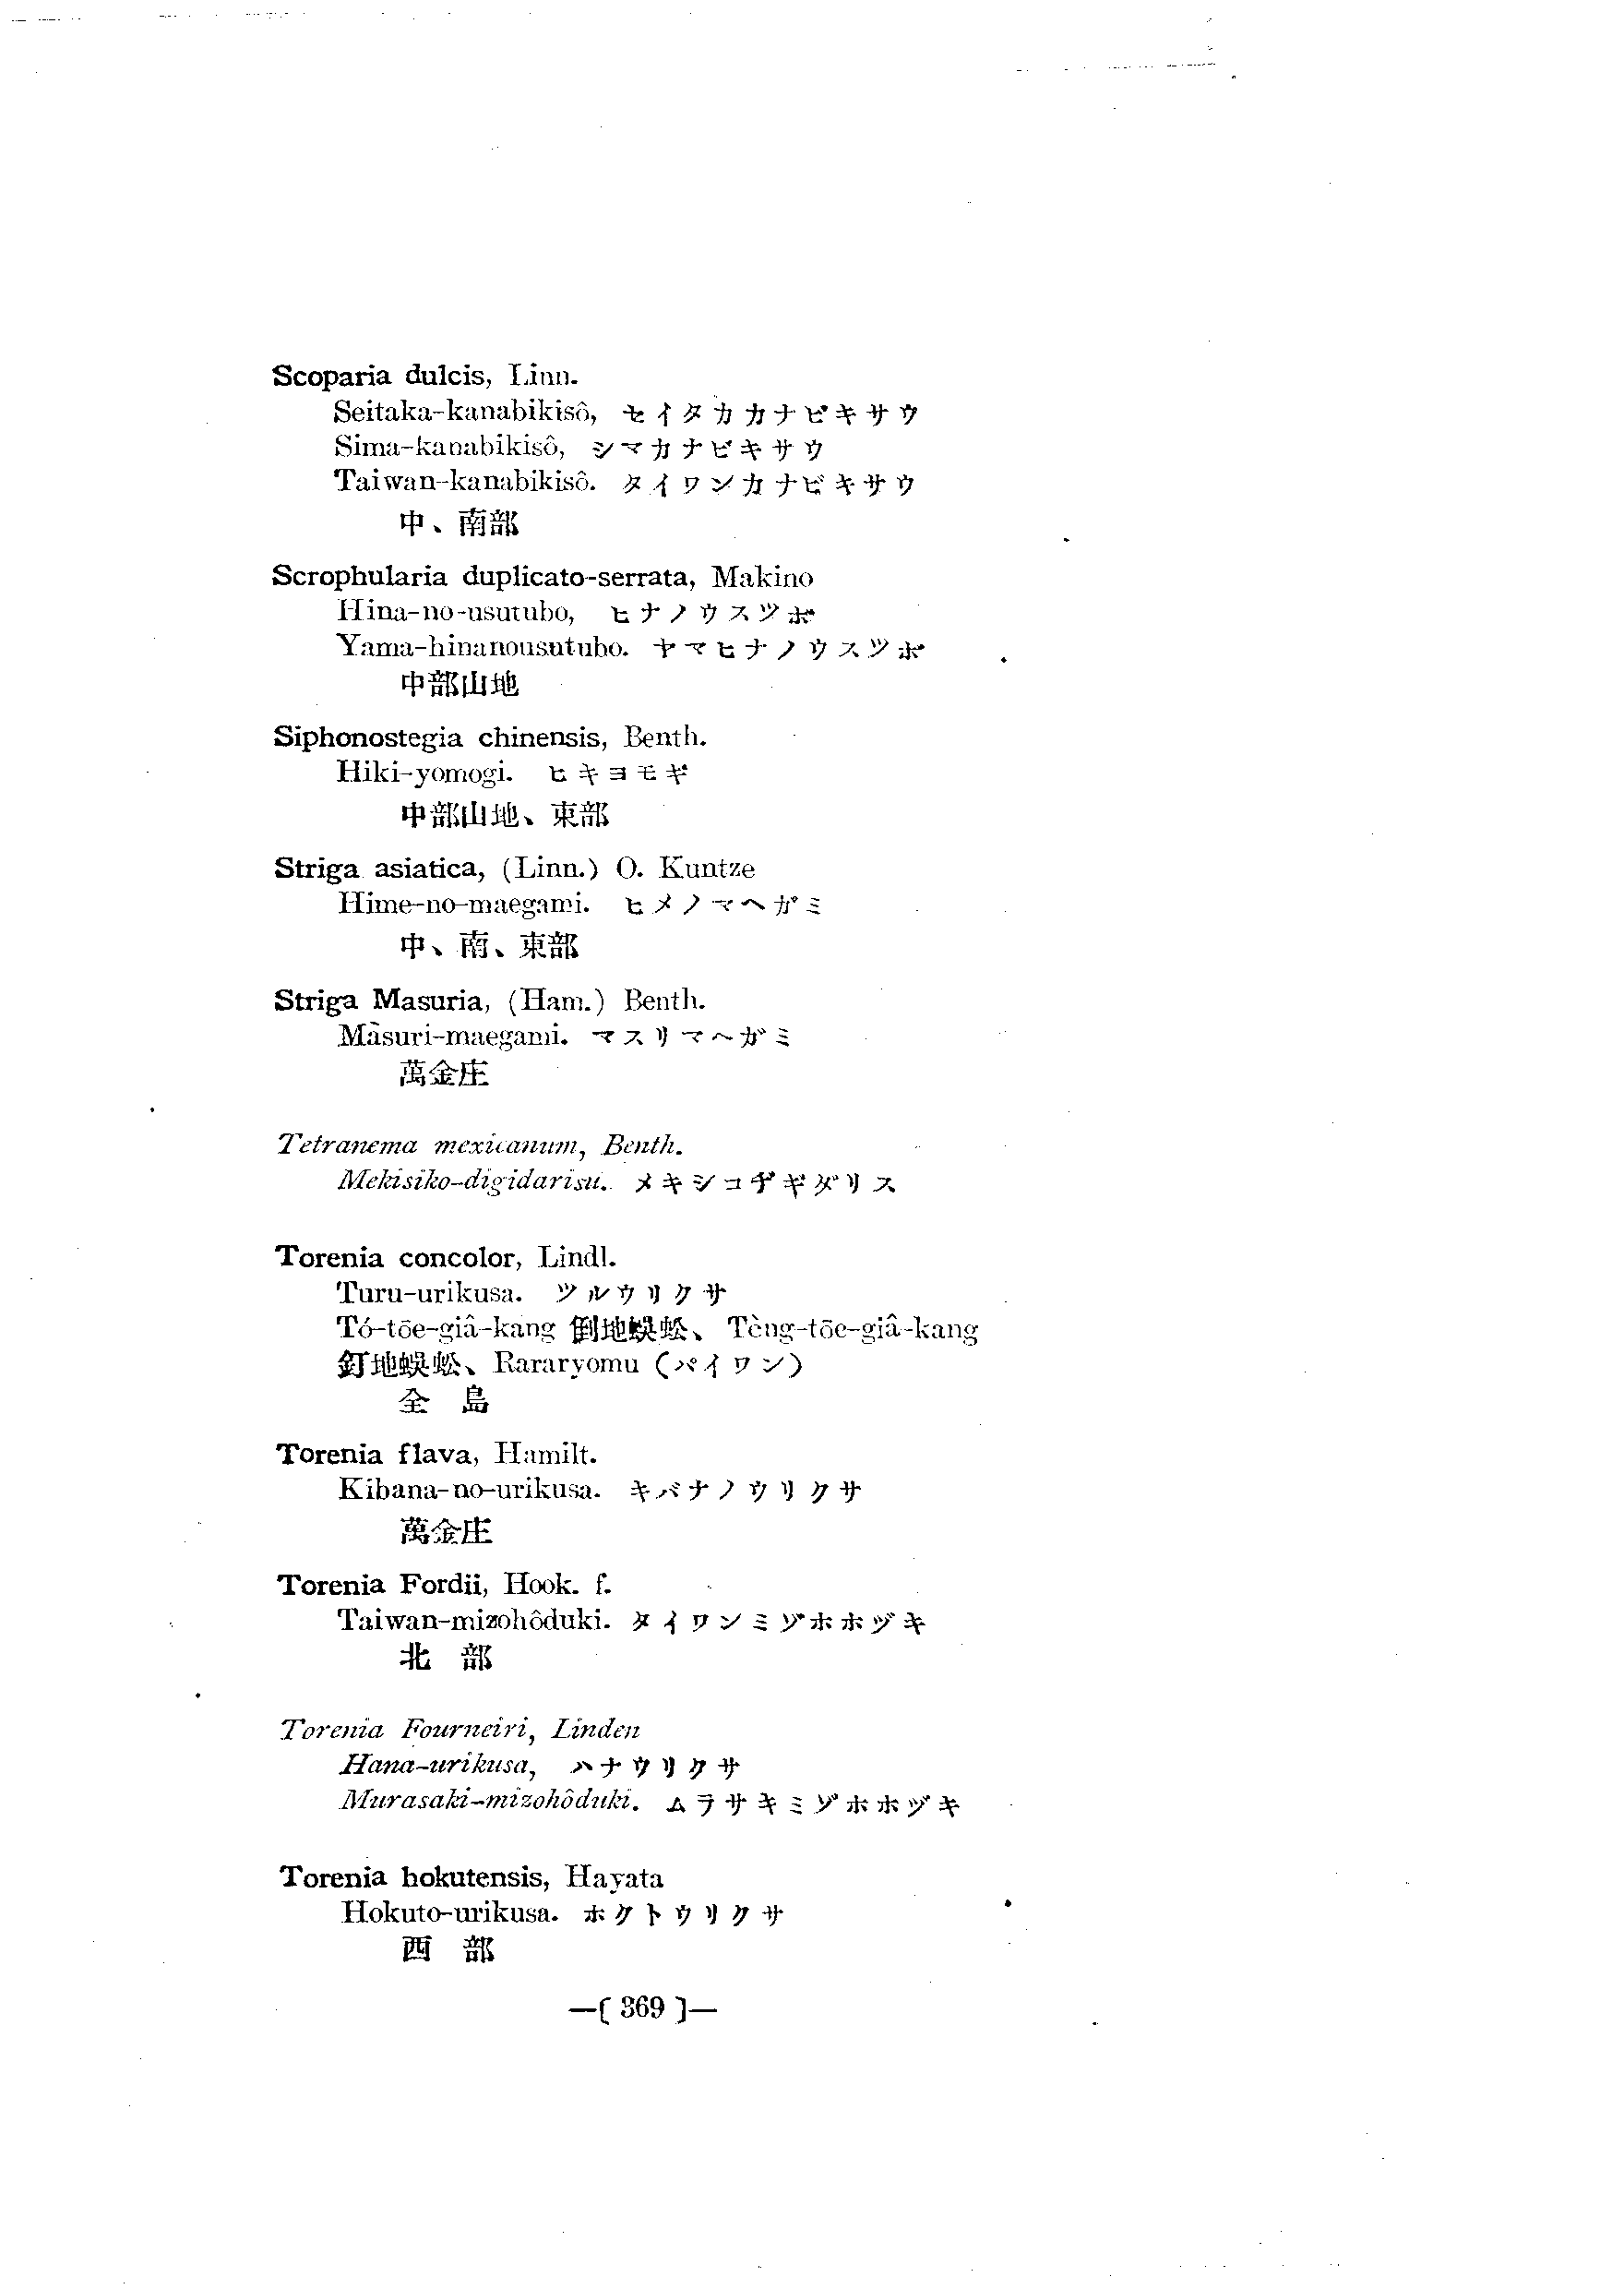 Scoparia dulcis, Linn.
Seitaka-kanabikisô, セイタカカナビキサウ
Sima-kanabikisô, シマカナビキサウ
Taiwan-kanabikisô. タイワンカナビキサウ
中、南部
Scrophularia duplicato-serrata, Makino
Hina-no-usutubo, ヒナノウスツボ
Yama-hinanousutubo. ヤマヒナノウスツボ
中部山地
Siphonostegia chinensis, Benth.
Hiki-yomogi. ヒキヨモギ
中部山地、東部
Striga asiatica, (Linn.) O. Kuntze
Hime-no-maegami. ヒメノマヘガミ
中、南、東部
Striga Masuria, (Ham.) Benth.
Masuri-maegami. マスリマヘガミ
萬金庄
Tetranema mexicanum, Benth.
Mekisiko-digidarisu. メキシコヂギダリス
Torenia concolor, Lindl.
Turu-urikusa. ツルウリクサ
Tó-tōe-giâ-kang 倒地蜈蚣、 Tèng-tōe-giâ-kang
釘地蜈蚣、Rararyomu (パイワン)
全 島
Torenia flava, Hamilt.
Kibana-no-urikusa. キバナノウリクサ
萬金庄
Torenia Fordii, Hook. f.
Taiwan-mizohôduki. タイワンミゾホホヅキ
北 部
Torenia Fourneiri, Linden
Hana-urikusa, ハナウリクサ
Murasaki-mizohôduki. ムラサキミゾホホヅキ
Torenia hokutensis, Hayata
Hokuto-urikusa. ホクトウリクサ
西 部
—( 369 )—